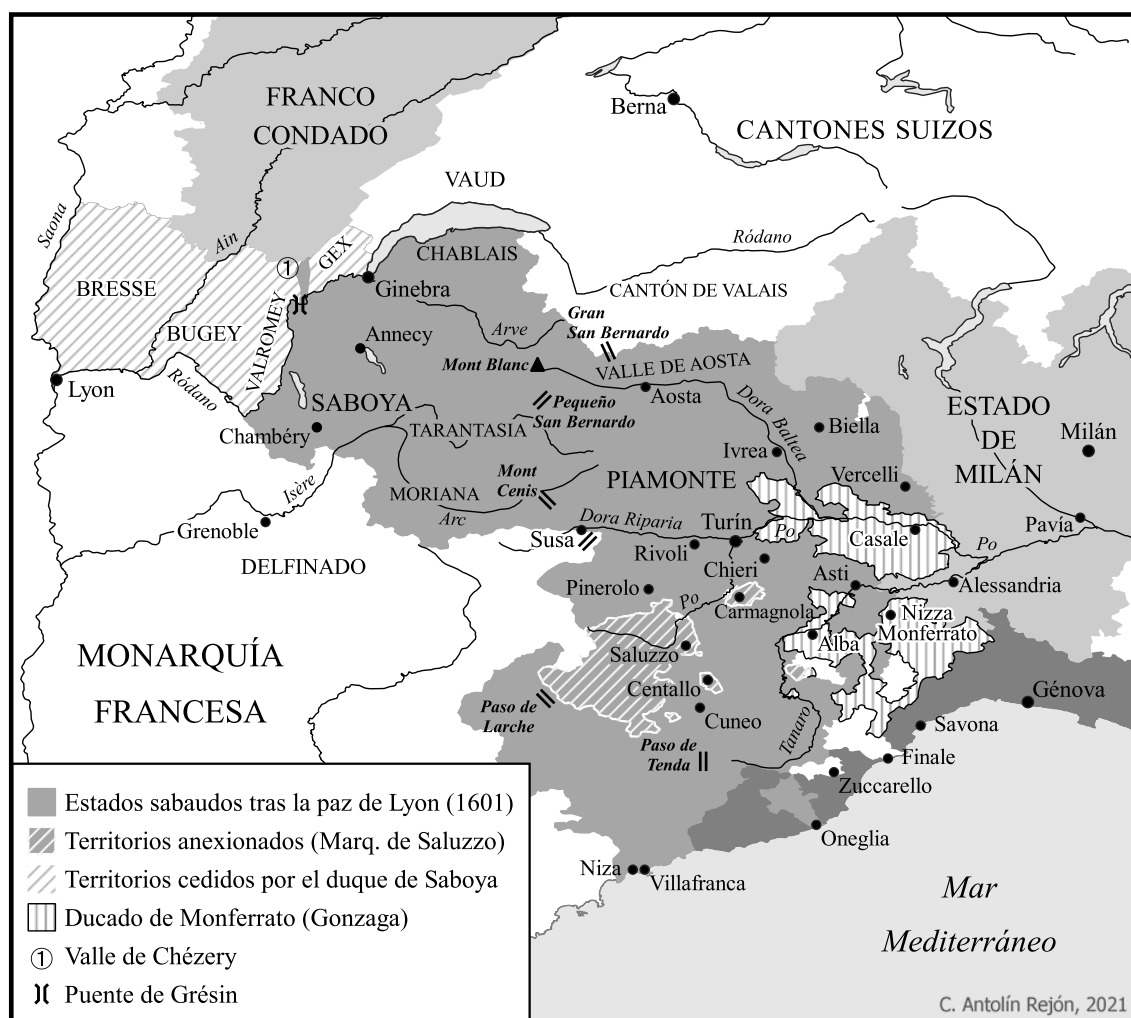 FRANCO
CONDADO
Berna
CANTONES SUIZOS
VAUD
Saona
Ain
GEX
1
CHABLAIS
Ródano
BRESSE
Ginebra
CANTÓN DE VALAIS
BUGEY
VALROMEY
Annecy
Arve
Gran
San Bernardo
Mont Blanc
VALLE DE AOSTA
Lyon
Ródano
Aosta
Dora Baltea
SABOYA
Pequeño
San Bernardo
Chambéry
TARANTASIA
Biella
ESTADO
DE
MILÁN
Milán
Ivrea
Isère
MORIANA
Mont
Cenis
PIAMONTE
Vercelli
Arc
Grenoble
Dora Riparia
Turín
Po
Casale
Pavía
Susa
Rivoli
Po
DELFINADO
Chieri
Pinerolo
Asti
Alessandria
Po
Carmagnola
Nizza
Monferrato
MONARQUÍA
FRANCESA
Saluzzo
Alba
Centallo
Génova
Paso de
Larche
Cuneo
Tanaro
Savona
Paso de
Tenda
Finale
Zuccarello
Oneglia
Niza
Villafranca
Mar
Mediterráneo
Estados sabaudos tras la paz de Lyon (1601)
Territorios anexionados (Marq. de Saluzzo)
Territorios cedidos por el duque de Saboya
Ducado de Monferrato (Gonzaga)
1 Valle de Chézery
Puente de Grésin
C. Antolín Rejón, 2021